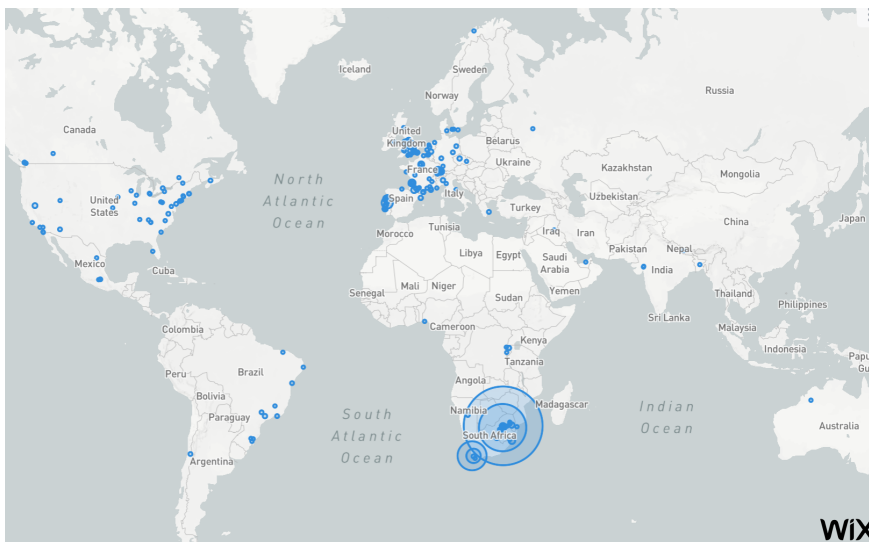 Iceland
Sweden
Russia
Norway
Canada
United
Kingdom
Belarus
Ukraine
France
Kazakhstan
Mongolia
North
Atlantic
Ocean
United
States
Spain
Italy
Uzbekistan
Turkey
Japan
China
Morocco
Tunisia
Iraq
Iran
Pakistan
Nepal
Libya
Egypt
Saudi
Arabia
India
Mexico
Cuba
Senegal
Mali
Niger
Sudan
Yemen
Thailand
Philippines
Sri Lanka
Colombia
Cameroon
Malaysia
Kenya
Indonesia
Tanzania
Papu
Gu
Peru
Brazil
Angola
Bolivia
Madagascar
Namibia
Paraguay
South
Atlantic
Ocean
Indian
Ocean
Australia
South Africa
Argentina
WiX